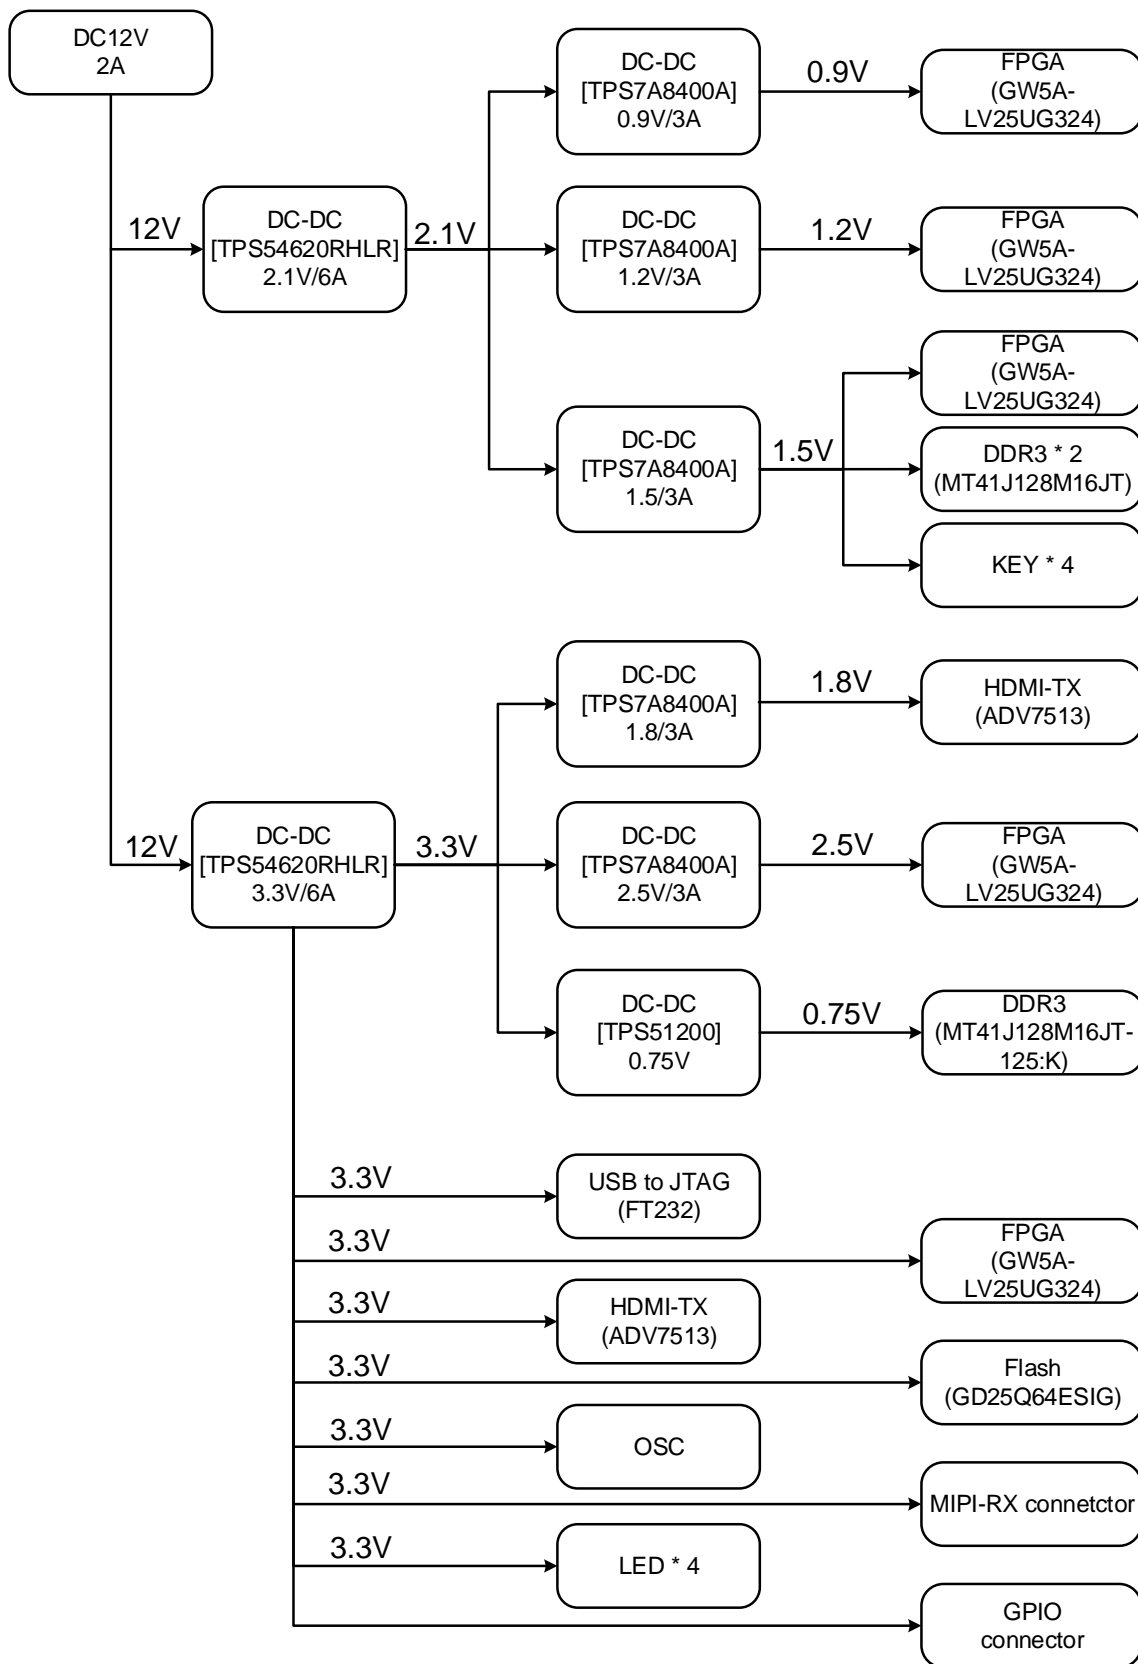 DC12V
2A
DC-DC
[TPS7A8400A]
0.9V/3A
0.9V
FPGA
(GW5A-
LV25UG324)
12V
DC-DC
[TPS54620RHLR]
2.1V/6A
2.1V
DC-DC
[TPS7A8400A]
1.2V/3A
1.2V
FPGA
(GW5A-
LV25UG324)
DC-DC
[TPS7A8400A]
1.5/3A
1.5V
FPGA
(GW5A-
LV25UG324)
DDR3 * 2
(MT41J128M16JT)
KEY * 4
DC-DC
[TPS7A8400A]
1.8/3A
1.8V
HDMI-TX
(ADV7513)
12V
DC-DC
[TPS54620RHLR]
3.3V/6A
3.3V
DC-DC
[TPS7A8400A]
2.5V/3A
2.5V
FPGA
(GW5A-
LV25UG324)
DC-DC
[TPS51200]
0.75V
0.75V
DDR3
(MT41J128M16JT-
125:K)
3.3V
USB to JTAG
(FT232)
3.3V
FPGA
(GW5A-
LV25UG324)
3.3V
HDMI-TX
(ADV7513)
3.3V
Flash
(GD25Q64ESIG)
3.3V
OSC
3.3V
MIPI-RX connetctor
3.3V
LED * 4
GPIO
connector